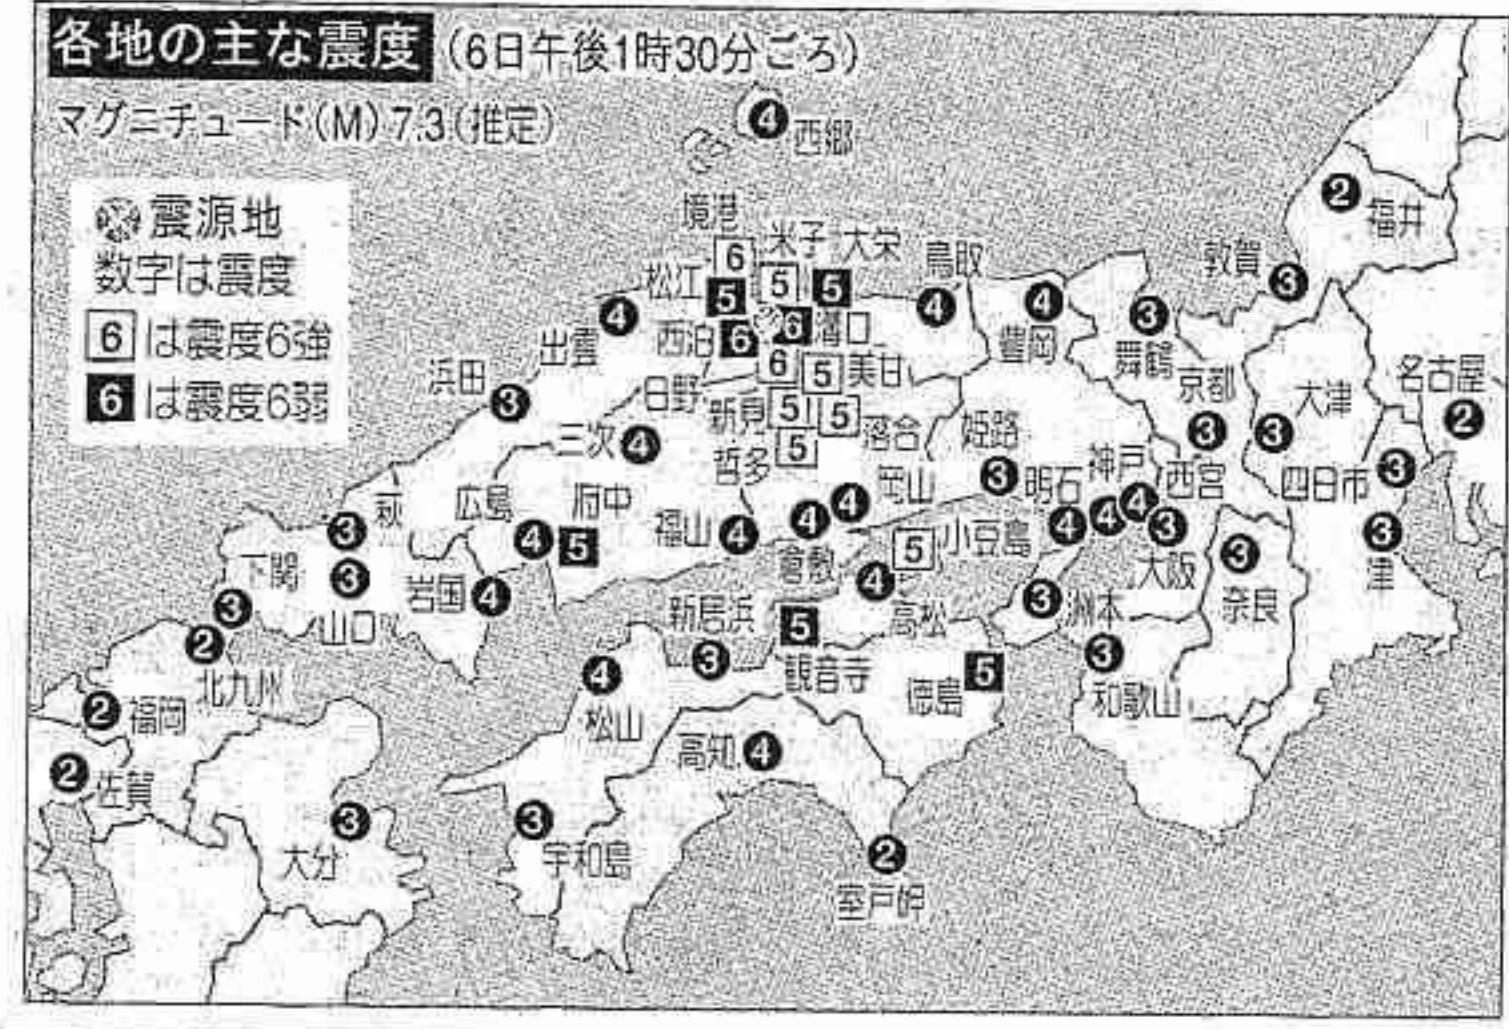 各地の主な震度 (6日午後1時30分ごろ)
マグニチュード(M)7.3(推定)
震源地
数字は震度
6 は震度6強
6 は震度6弱
4 西郷
境港 6
米子 5
大栄 5
鳥取 4
松江 5
出雲 4
西泊 6
6 溝口
日野 6
5 美甘
新見 5
5 落合
哲多 5
浜田 3
三次 4
豊岡 4
舞鶴 3
敦賀 3
2 福井
京都 3
大津 3
名古屋 2
四日市 3
津 3
姫路 3
明石 4
神戸 4
西宮 4
大阪 3
奈良 3
洲本 3
和歌山 3
岡山 4
倉敷 4
福山 4
府中 5
広島 4
岩国 4
萩 3
山口 3
下関 3
北九州 2
福岡 2
佐賀 2
大分 3
小豆島 5
高松 4
観音寺 5
徳島 5
新居浜 3
松山 4
高知 4
宇和島 3
室戸岬 2